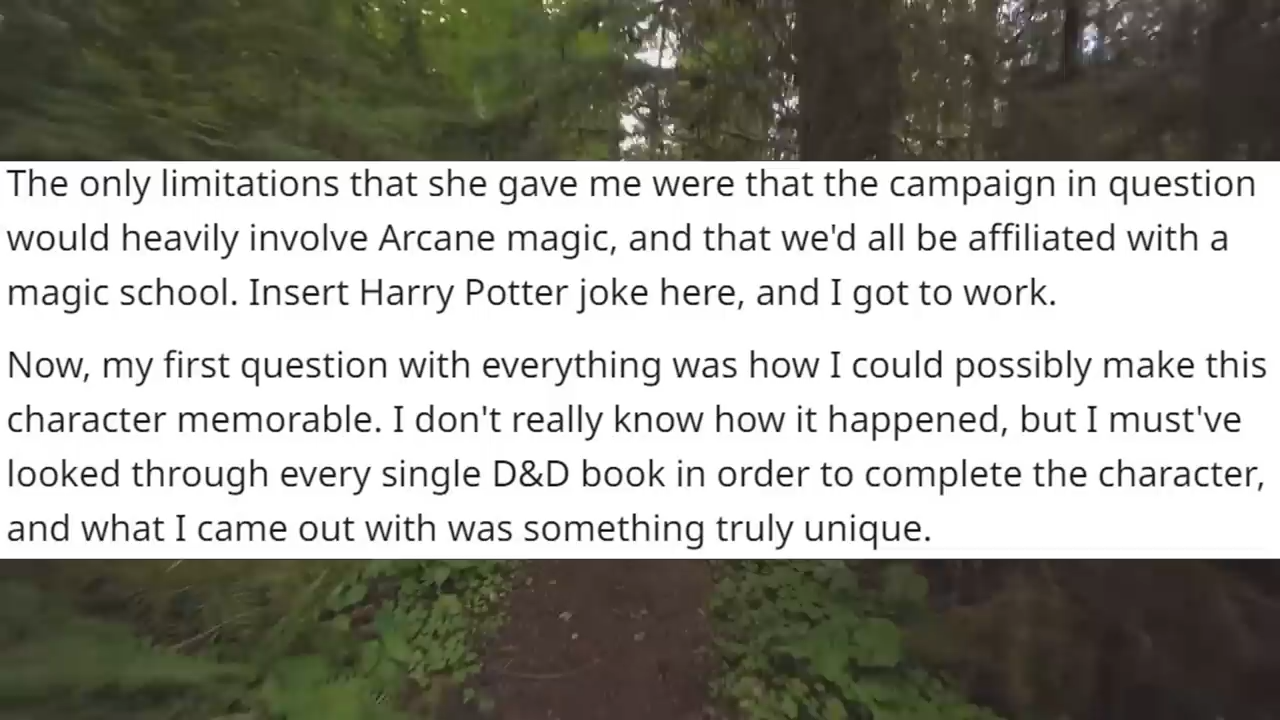 The only limitations that she gave me were that the campaign in question
would heavily involve Arcane magic, and that we'd all be affiliated with a
magic school. Insert Harry Potter joke here, and I got to work.
Now, my first question with everything was how I could possibly make this
character memorable. I don't really know how it happened, but I must've
looked through every single D&D book in order to complete the character,
and what I came out with was something truly unique.